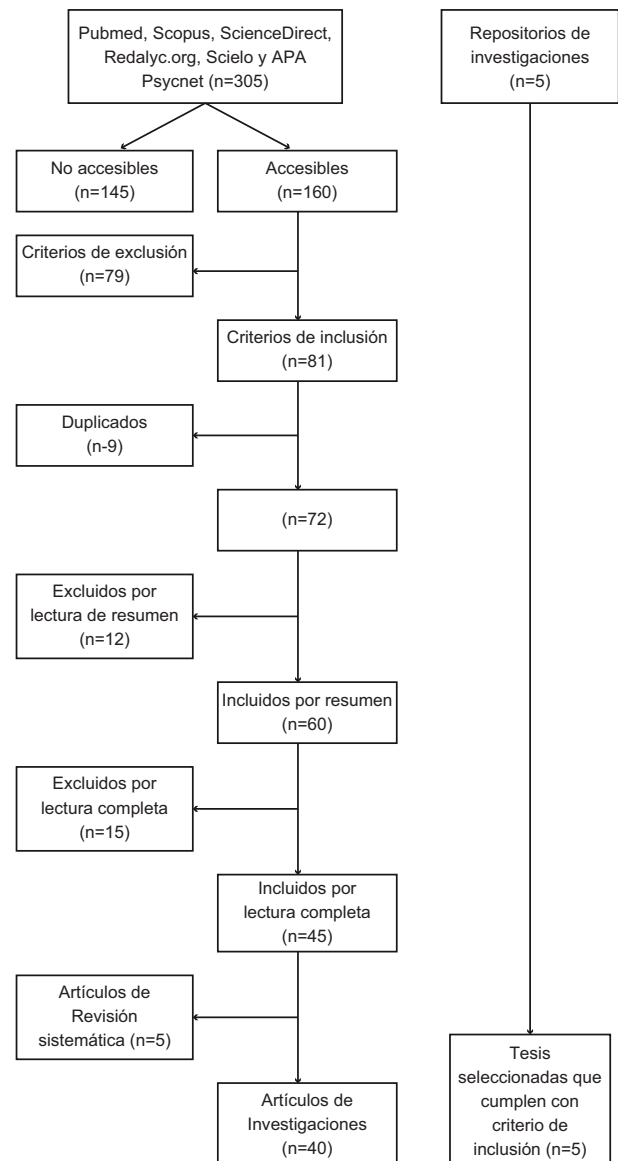 Pubmed, Scopus, ScienceDirect,
Redalyc.org, Scielo y APA
Psycnet (n=305)
Repositorios de
investigaciones
(n=5)
No accesibles
(n=145)
Accesibles
(n=160)
Criterios de exclusión
(n=79)
Criterios de inclusión
(n=81)
Duplicados
(n-9)
(n=72)
Excluidos por
lectura de resumen
(n=12)
Incluidos por resumen
(n=60)
Excluidos por
lectura completa
(n=15)
Incluidos por
lectura completa
(n=45)
Artículos de
Revisión
sistemática (n=5)
Artículos de
Investigaciones
(n=40)
Tesis
seleccionadas que
cumplen con
criterio de
inclusión (n=5)